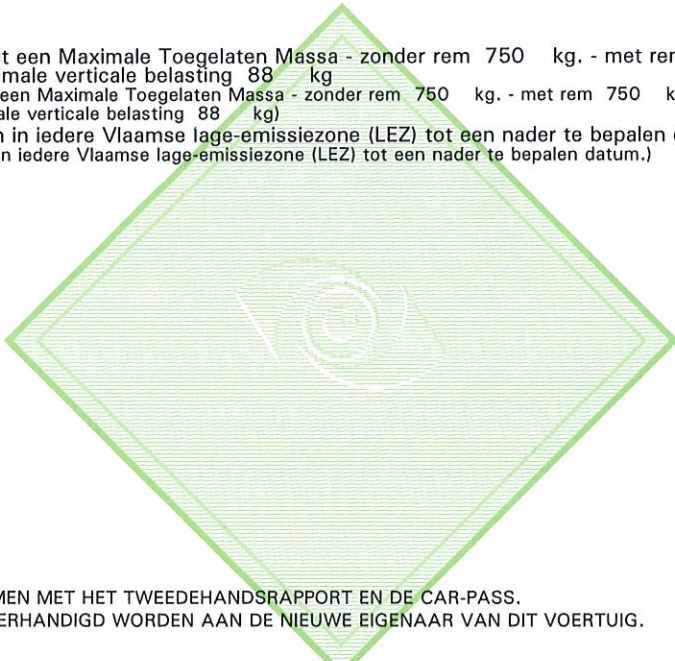 t een Maximale Toegelaten Massa - zonder rem 750 kg. - met rem
male verticale belasting 88 kg
een Maximale Toegelaten Massa - zonder rem 750 kg. - met rem 750 k
ale verticale belasting 88 kg)
n in iedere Vlaamse lage-emissiezone (LEZ) tot een nader te bepalen
n iedere Vlaamse lage-emissiezone (LEZ) tot een nader te bepalen datum.)
MEN MET HET TWEEDEHANDSRAPPORT EN DE CAR-PASS.
ERHANDIGD WORDEN AAN DE NIEUWE EIGENAAR VAN DIT VOERTUIG.